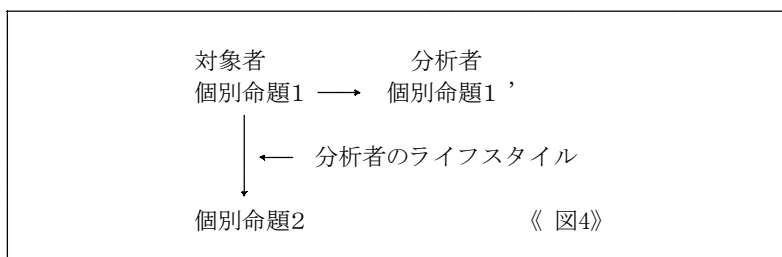 対象者 分析者
個別命題1 → 個別命題1’
← 分析者のライフスタイル
個別命題2 《 図4》